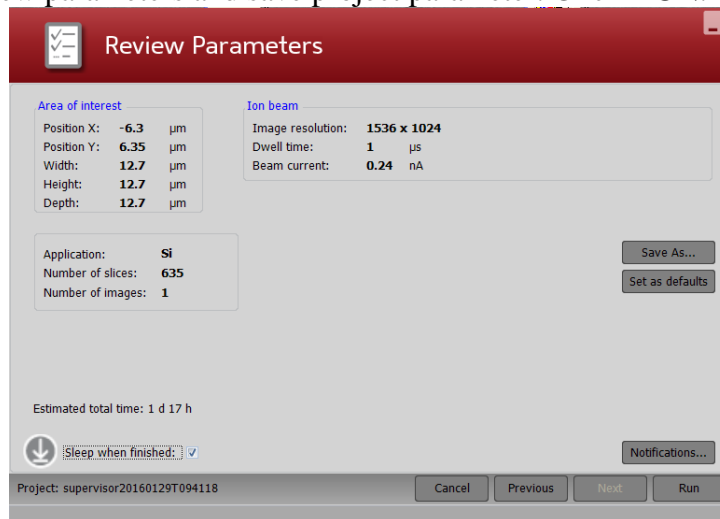 Review Parameters
Area of interest
Position X: -6.3 µm
Position Y: 6.35 µm
Width: 12.7 µm
Height: 12.7 µm
Depth: 12.7 µm
Ion beam
Image resolution: 1536 x 1024
Dwell time: 1 µs
Beam current: 0.24 nA
Application: Si
Number of slices: 635
Number of images: 1
Save As...
Set as defaults
Estimated total time: 1 d 17 h
Sleep when finished:
Notifications...
Project: supervisor20160129T094118
Cancel Previous Next Run